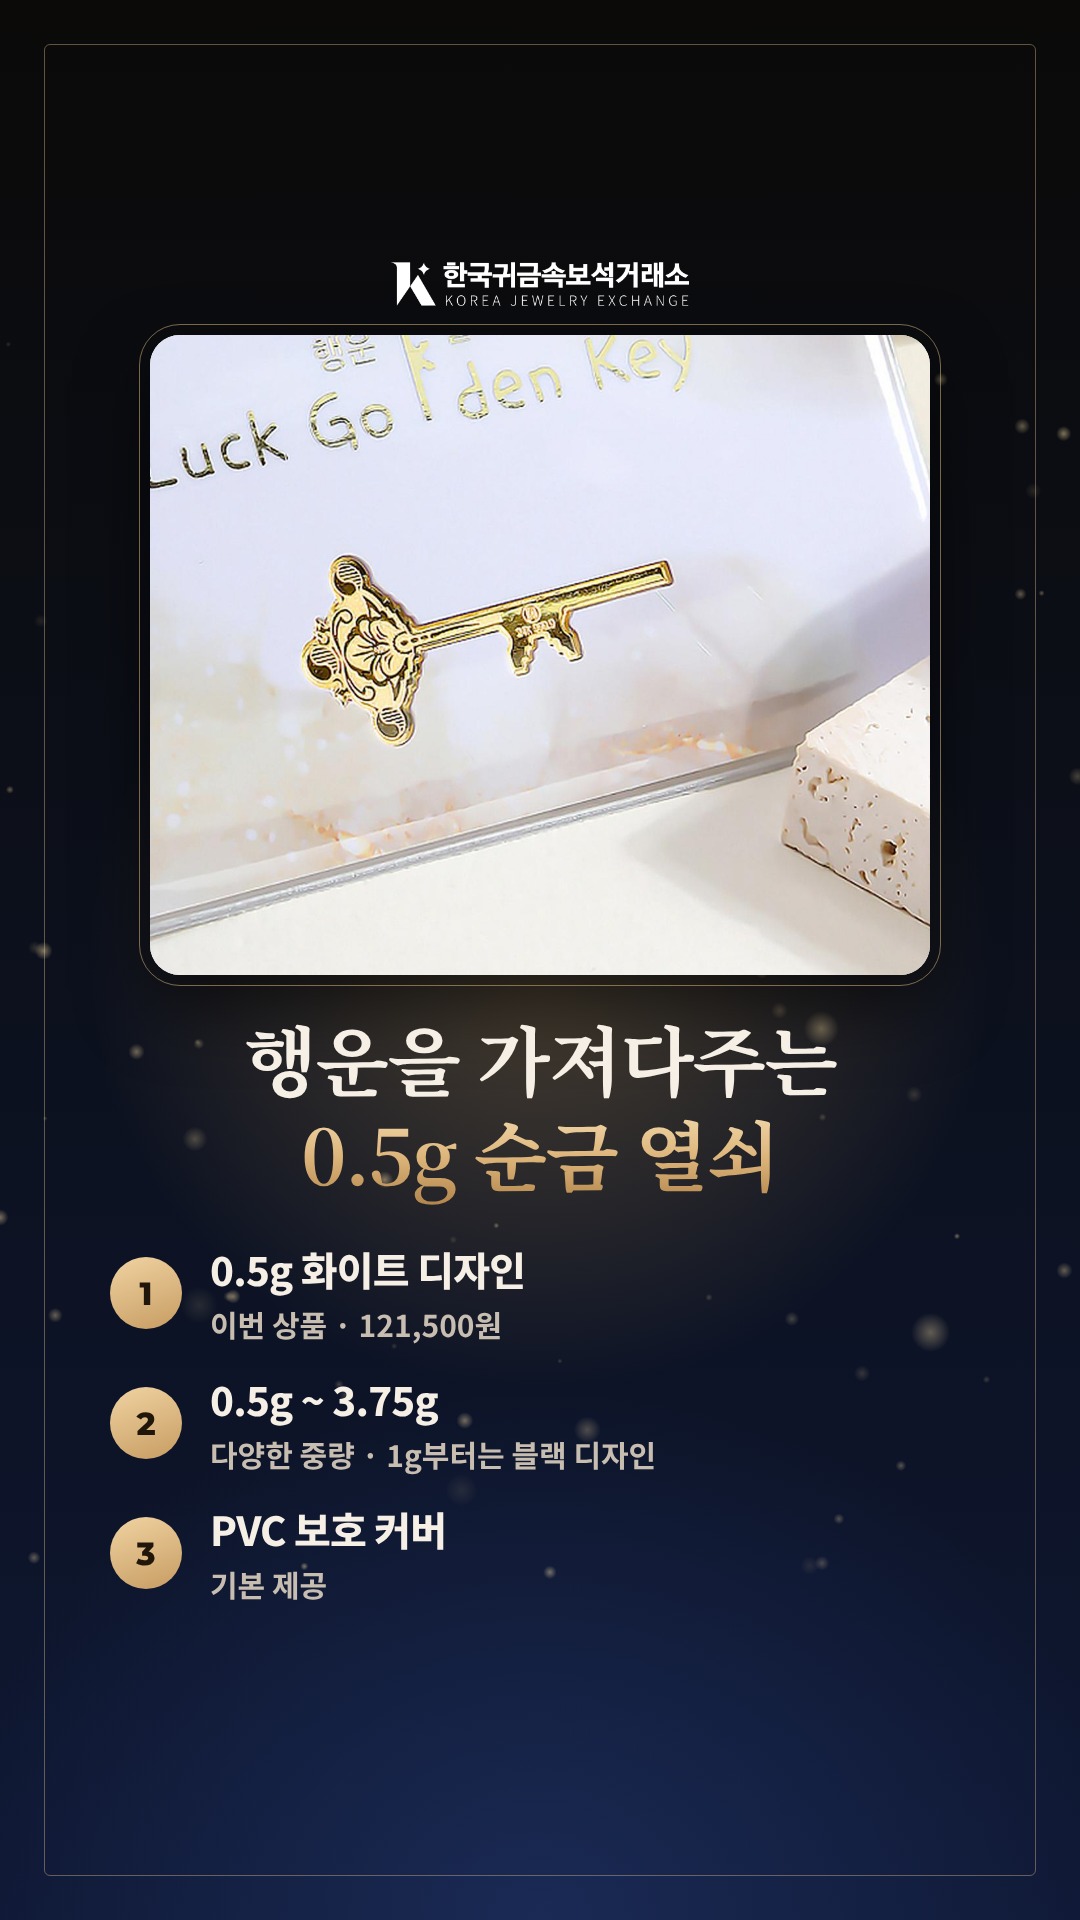 한국귀금속보석거래소
KOREA JEWELRY EXCHANGE
행운
Luck Golden Key
행운을 가져다주는
0.5g 순금 열쇠
1
0.5g 화이트 디자인
이번 상품 · 121,500원
2
0.5g ~ 3.75g
다양한 중량 · 1g부터는 블랙 디자인
3
PVC 보호 커버
기본 제공